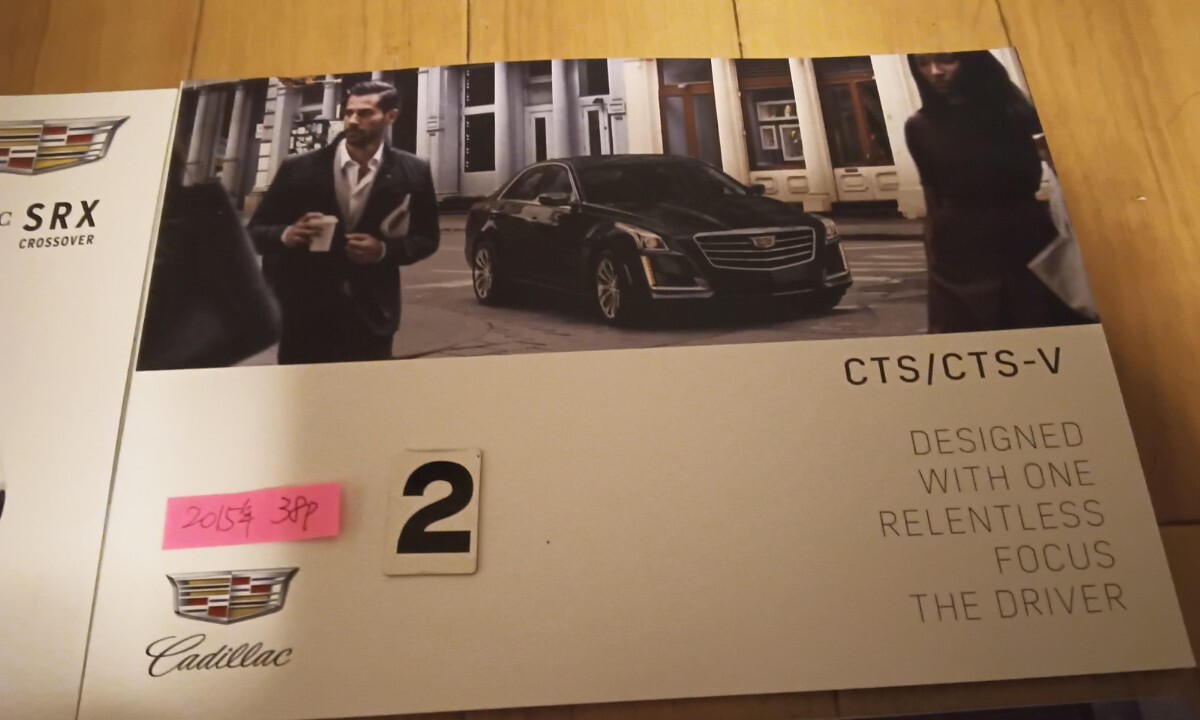 SRX
CROSSOVER
CTS/CTS-V
DESIGNED
WITH ONE
RELENTLESS
FOCUS
THE DRIVER
2015年 38P
2
Cadillac